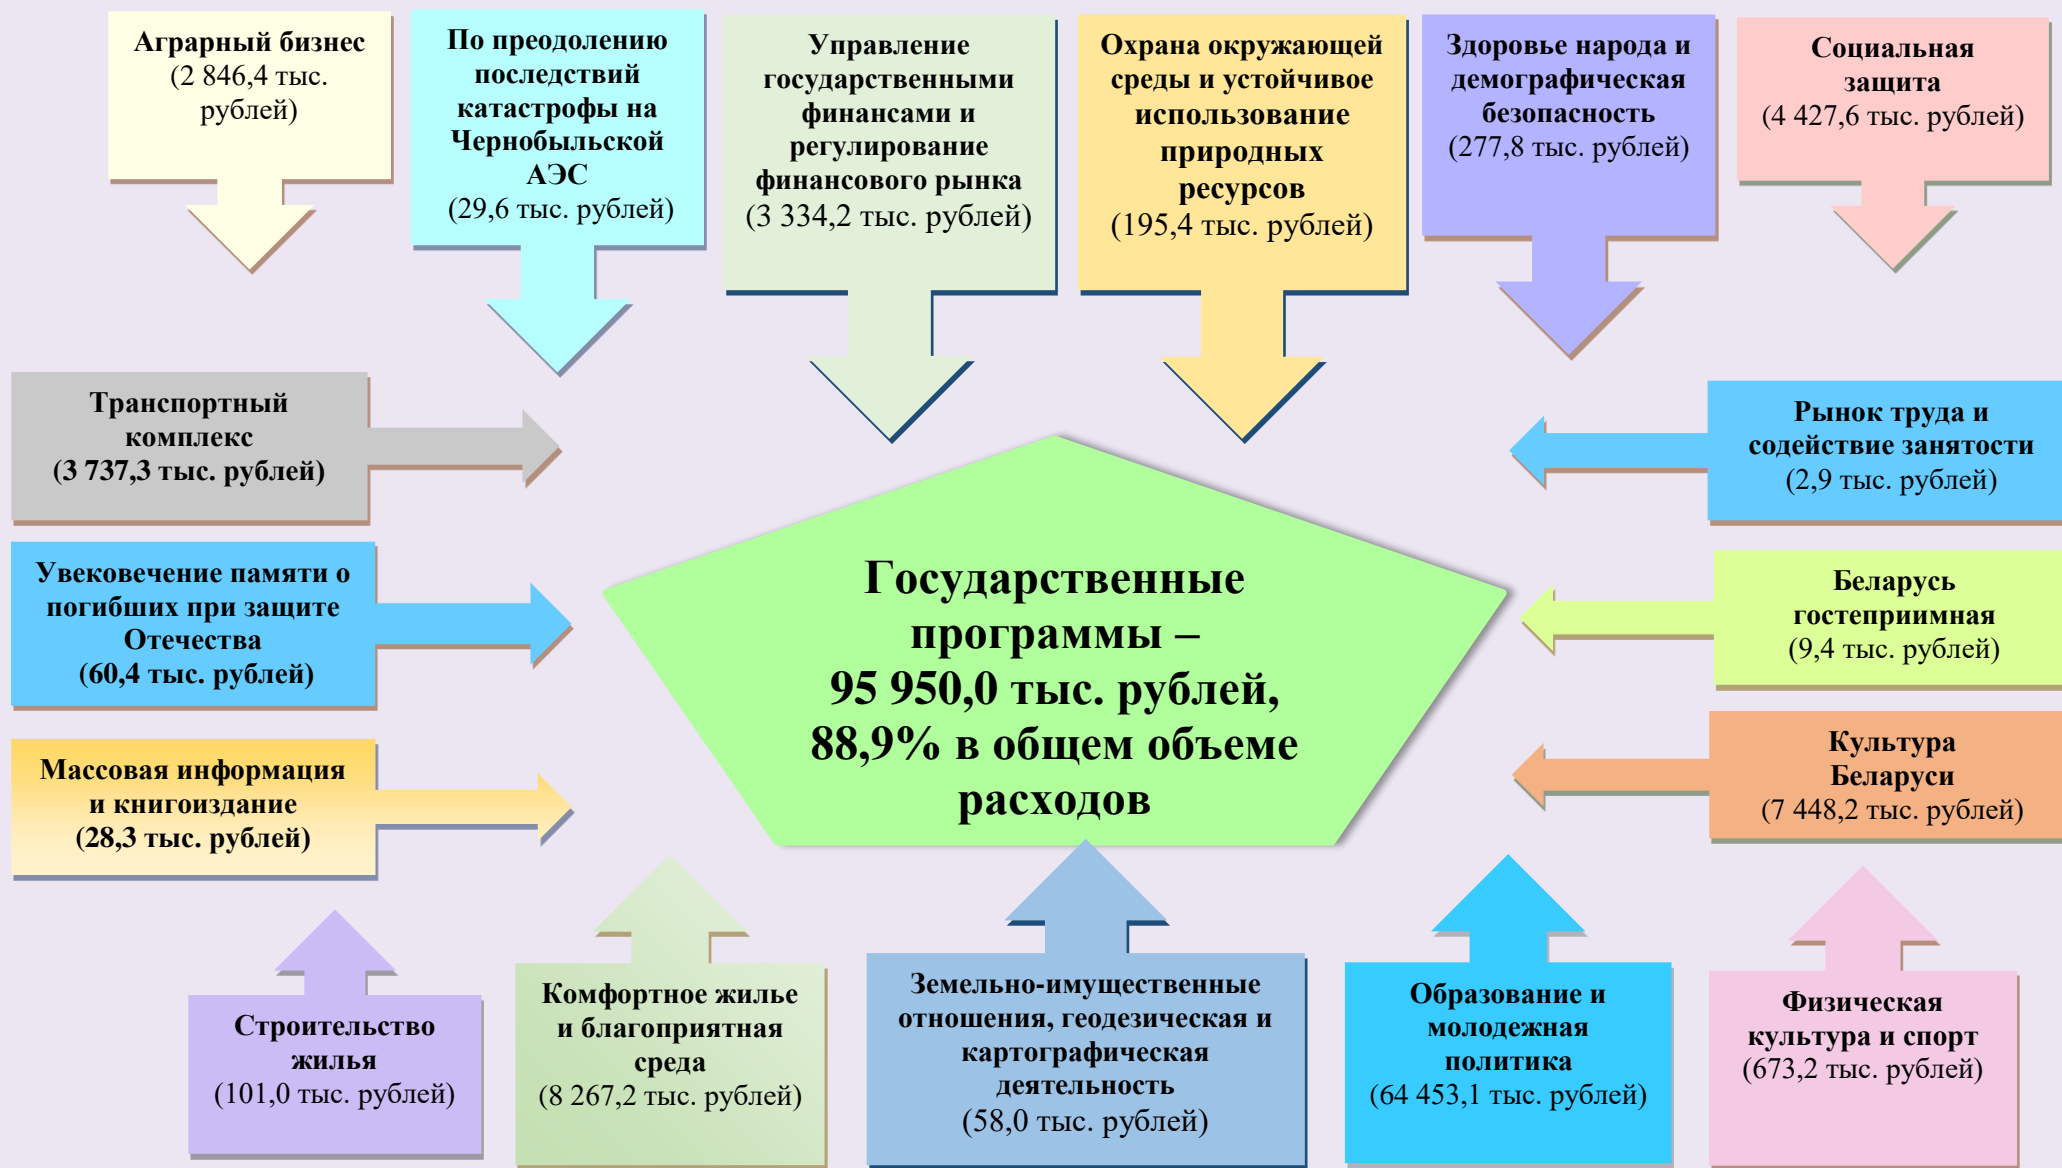 Аграрный бизнес
(2 846,4 тыс.
рублей)
По преодолению
последствий
катастрофы на
Чернобыльской
АЭС
(29,6 тыс. рублей)
Управление
государственными
финансами и
регулирование
финансового рынка
(3 334,2 тыс. рублей)
Охрана окружающей
среды и устойчивое
использование
природных
ресурсов
(195,4 тыс. рублей)
Здоровье народа и
демографическая
безопасность
(277,8 тыс. рублей)
Социальная
защита
(4 427,6 тыс. рублей)
Транспортный
комплекс
(3 737,3 тыс. рублей)
Рынок труда и
содействие занятости
(2,9 тыс. рублей)
Увековечение памяти о
погибших при защите
Отечества
(60,4 тыс. рублей)
Государственные
программы –
95 950,0 тыс. рублей,
88,9% в общем объеме
расходов
Беларусь
гостеприимная
(9,4 тыс. рублей)
Массовая информация
и книгоиздание
(28,3 тыс. рублей)
Культура
Беларуси
(7 448,2 тыс. рублей)
Строительство
жилья
(101,0 тыс. рублей)
Комфортное жилье
и благоприятная
среда
(8 267,2 тыс. рублей)
Земельно-имущественные
отношения, геодезическая и
картографическая
деятельность
(58,0 тыс. рублей)
Образование и
молодежная
политика
(64 453,1 тыс. рублей)
Физическая
культура и спорт
(673,2 тыс. рублей)